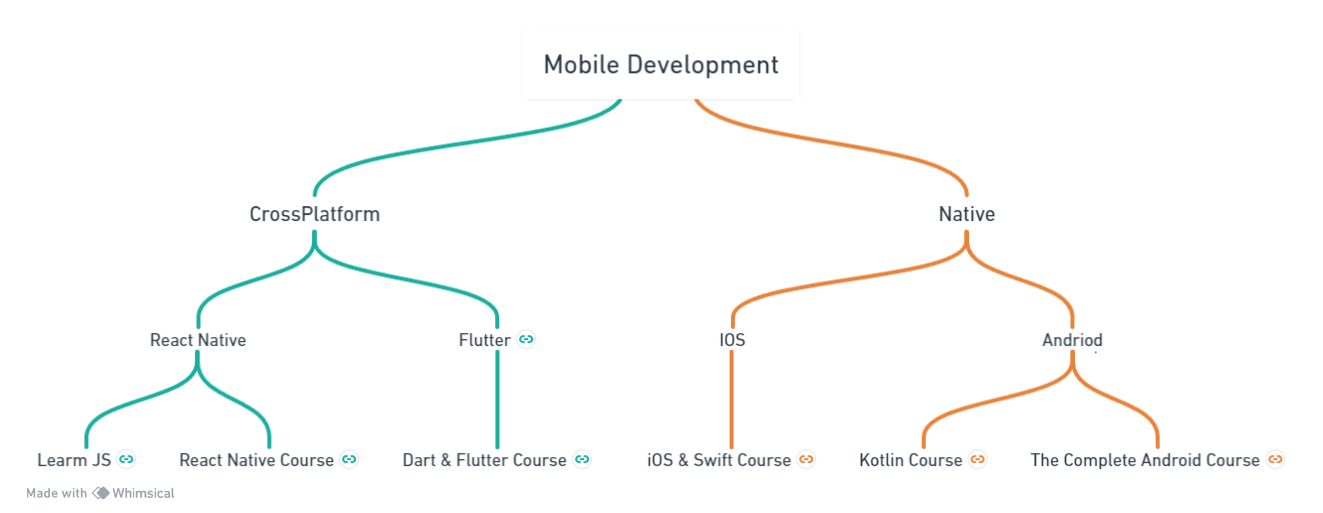 Mobile Development
CrossPlatform
Native
React Native
Flutter
IOS
Andriod
Learm JS
React Native Course
Dart & Flutter Course
iOS & Swift Course
Kotlin Course
The Complete Android Course
Made with Whimsical